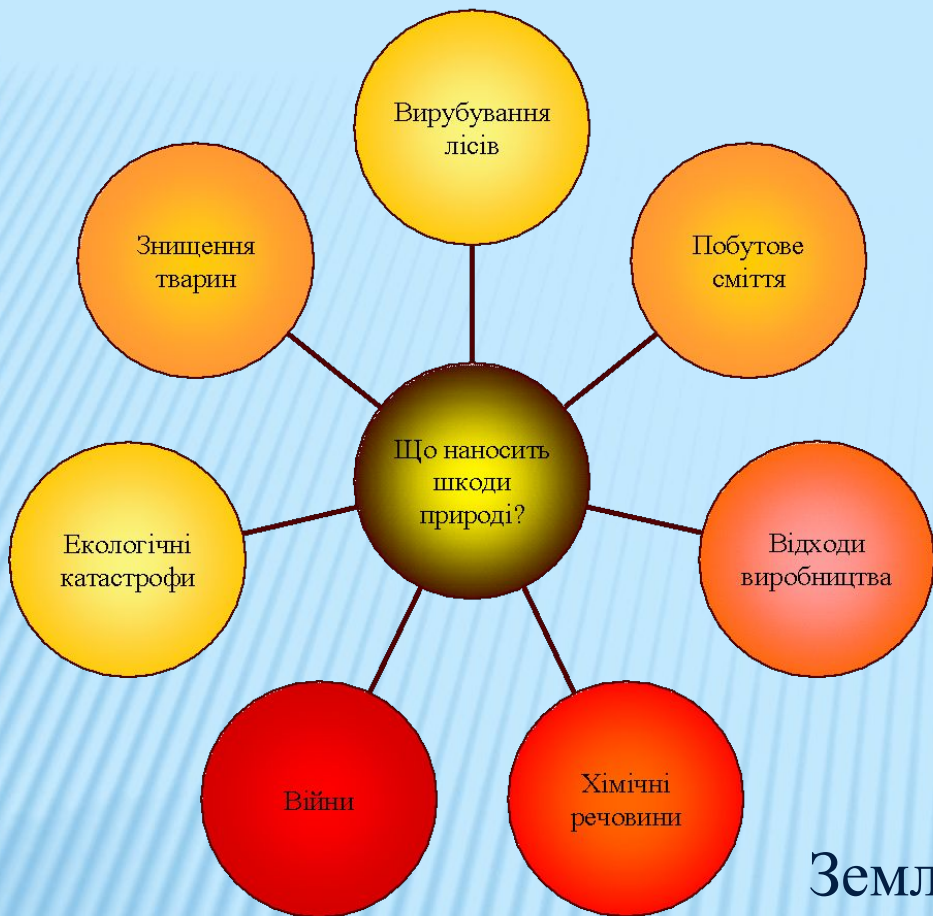 Вирубування
лісів
Знищення
тварин
Побутове
сміття
Що наносить
шкоди
природі?
Екологічні
катастрофи
Відходи
виробництва
Війни
Хімічні
речовини
Земл